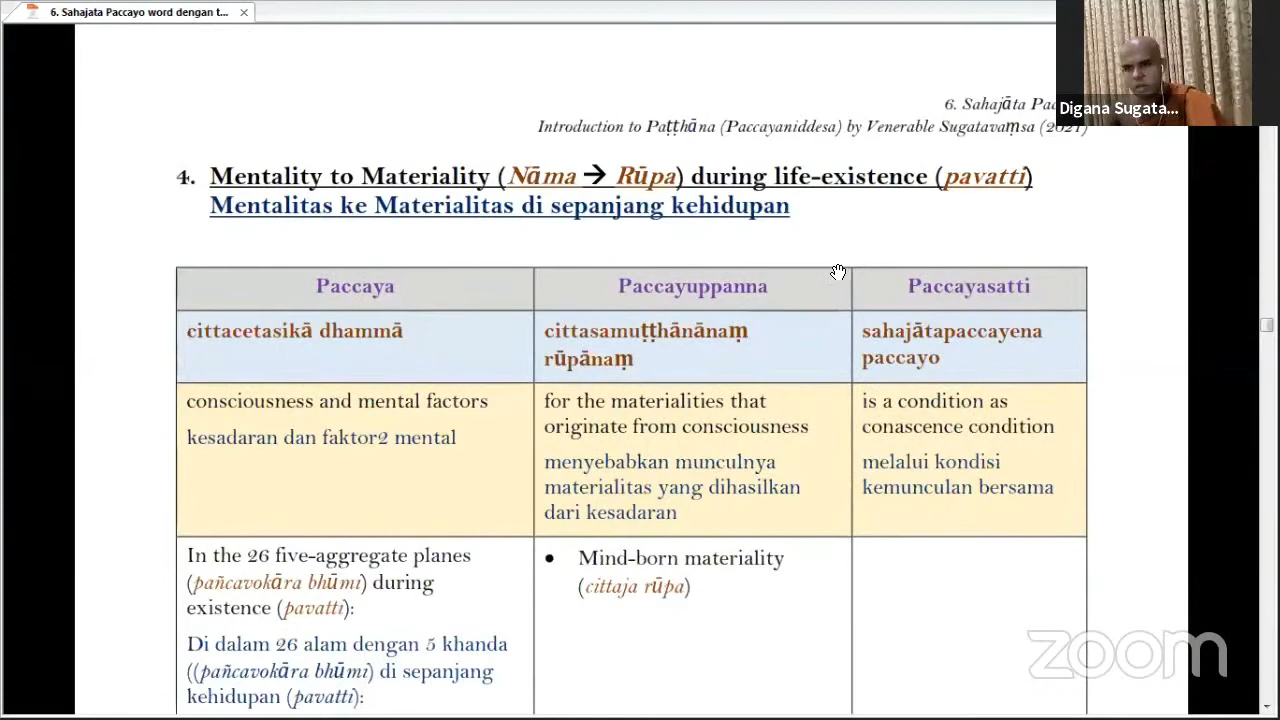 6. Sahajata Paccayo word dengan t...
Digana Sugata...
6. Sahajāta Pa
Introduction to Paṭṭhāna (Paccayaniddesa) by Venerable Sugatavaṃsa (2021)
4. Mentality to Materiality (Nāma → Rūpa) during life-existence (pavatti)
Mentalitas ke Materialitas di sepanjang kehidupan
Paccaya
Paccayuppanna
Paccayasatti
cittacetasikā dhammā
cittasamuṭṭhānānaṃ
rūpānaṃ
sahajātapaccayena
paccayo
consciousness and mental factors
kesadaran dan faktor2 mental
for the materialities that
originate from consciousness
menyebabkan munculnya
materialitas yang dihasilkan
dari kesadaran
is a condition as
conascence condition
melalui kondisi
kemunculan bersama
In the 26 five-aggregate planes
(pañcavokāra bhūmi) during
existence (pavatti):
Di dalam 26 alam dengan 5 khanda
((pañcavokāra bhūmi) di sepanjang
kehidupan (pavatti):
• Mind-born materiality
(cittaja rūpa)
zoom